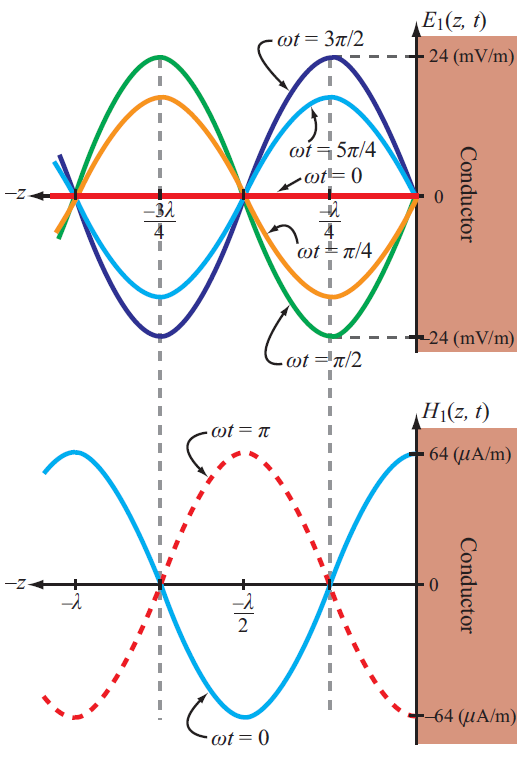 E₁(z, t)
ωt = 3π/2
24 (mV/m)
ωt = 5π/4
ωt = 0
–z
0
–3λ
4
–λ
4
ωt = π/4
Conductor
ωt = π/2
–24 (mV/m)
H₁(z, t)
ωt = π
64 (μA/m)
–z
0
–λ
–λ
2
Conductor
–64 (μA/m)
ωt = 0